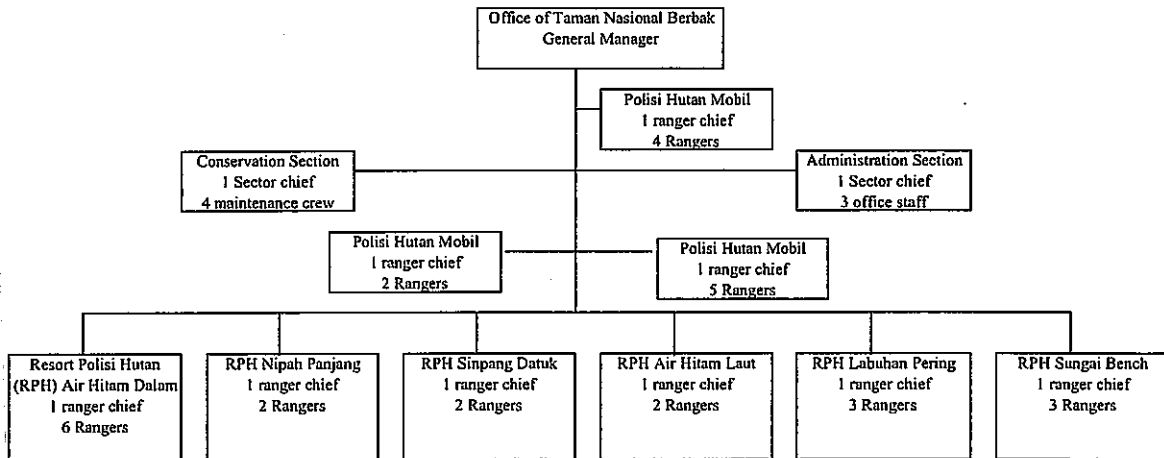 Office of Taman Nasional Berbak
General Manager
Polisi Hutan Mobil
1 ranger chief
4 Rangers
Conservation Section
1 Sector chief
4 maintenance crew
Administration Section
1 Sector chief
3 office staff
Polisi Hutan Mobil
1 ranger chief
2 Rangers
Polisi Hutan Mobil
1 ranger chief
5 Rangers
Resort Polisi Hutan
(RPH) Air Hitam Dalam
1 ranger chief
6 Rangers
RPH Nipah Panjang
1 ranger chief
2 Rangers
RPH Sinpang Datuk
1 ranger chief
2 Rangers
RPH Air Hitam Laut
1 ranger chief
2 Rangers
RPH Labuhan Pering
1 ranger chief
3 Rangers
RPH Sungai Bench
1 ranger chief
3 Rangers